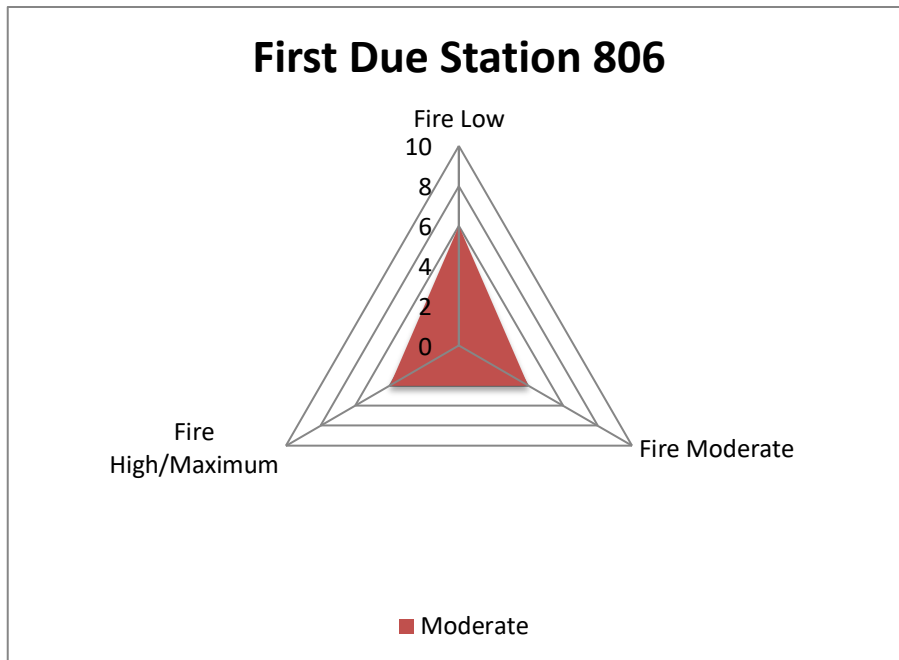 First Due Station 806
Fire Low
10
8
6
4
2
0
Fire
High/Maximum
Fire Moderate
Moderate